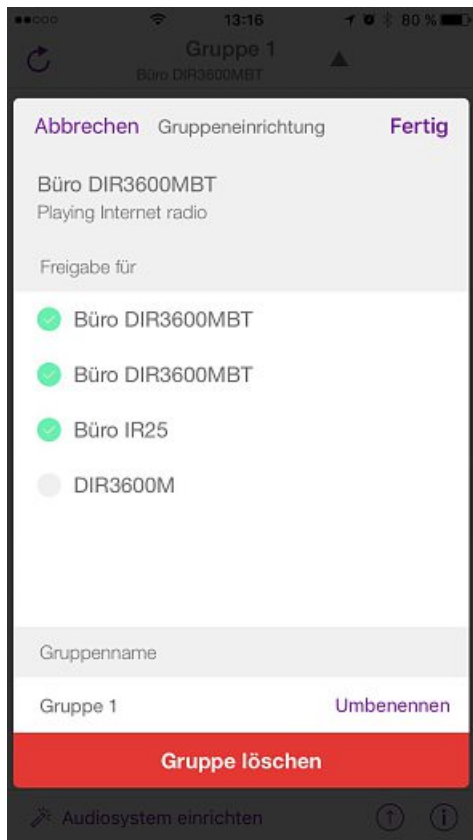 13:16
80 %
Gruppe 1
Büro DIR3600MBT
Abbrechen Gruppeneinrichtung Fertig
Büro DIR3600MBT
Playing Internet radio
Freigabe für
Büro DIR3600MBT
Büro DIR3600MBT
Büro IR25
DIR3600M
Gruppenname
Gruppe 1 Umbenennen
Gruppe löschen
Audiosystem einrichten